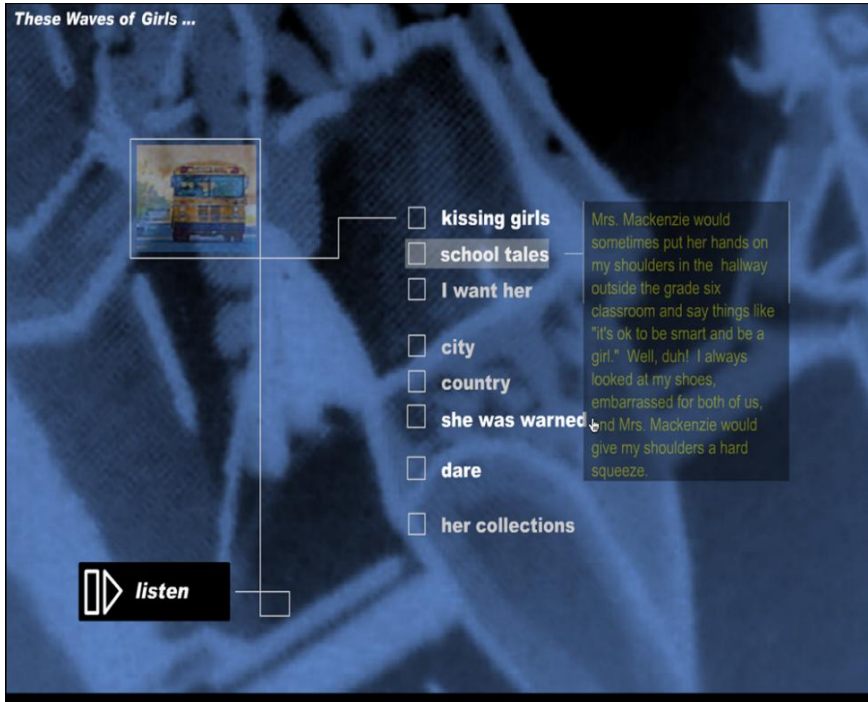 These Waves of Girls ...
kissing girls
school tales
I want her
city
country
she was warned
dare
her collections
Mrs. Mackenzie would
sometimes put her hands on
my shoulders in the hallway
outside the grade six
classroom and say things like
"it's ok to be smart and be a
girl." Well, duh! I always
looked at my shoes,
embarrassed for both of us,
and Mrs. Mackenzie would
give my shoulders a hard
squeeze.
listen